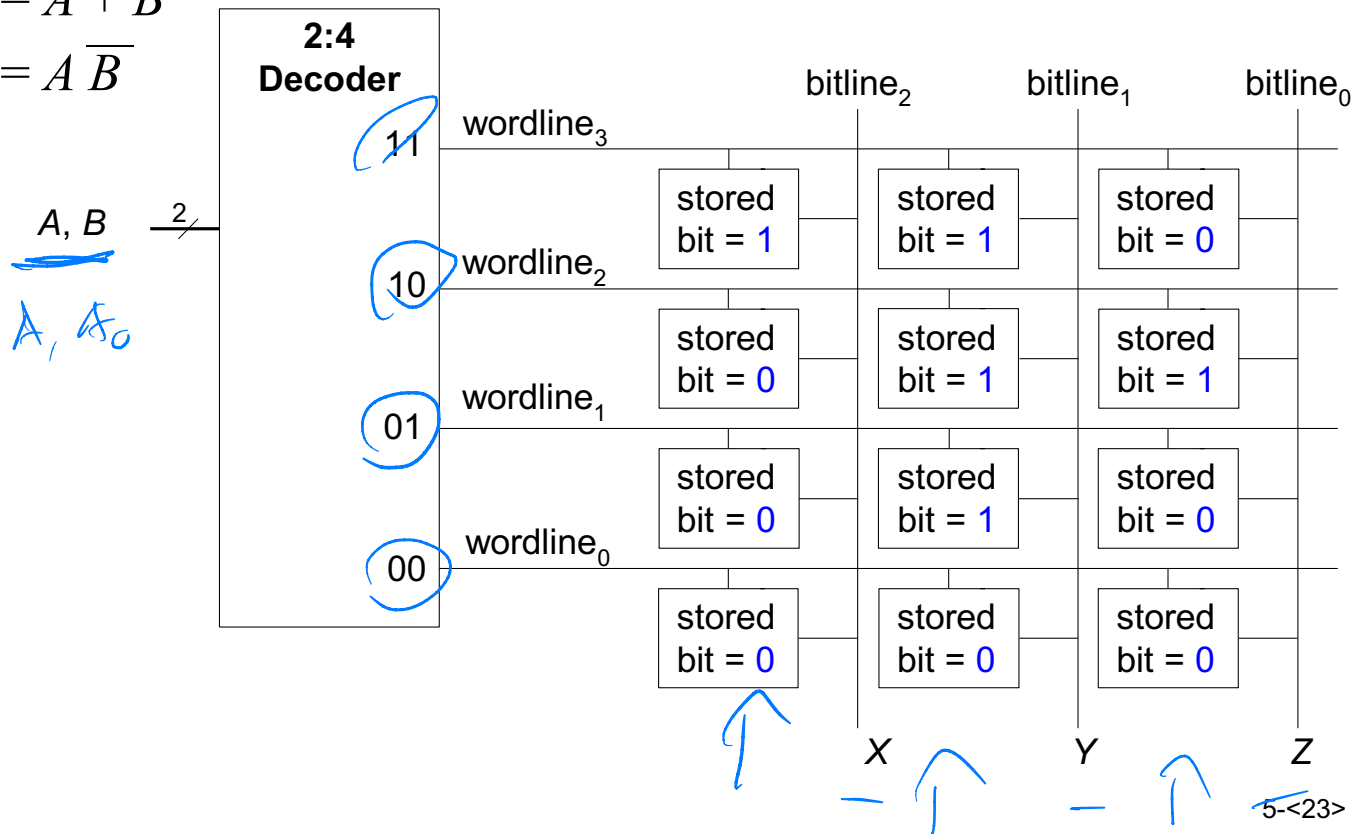 = A + B
= A B̅
2:4
Decoder
bitline₂ bitline₁ bitline₀
11 wordline₃
stored bit = 1 stored bit = 1 stored bit = 0
A, B 2
A₁ A₀
10 wordline₂
stored bit = 0 stored bit = 1 stored bit = 1
01 wordline₁
stored bit = 0 stored bit = 1 stored bit = 0
00 wordline₀
stored bit = 0 stored bit = 0 stored bit = 0
X Y Z
5-<23>